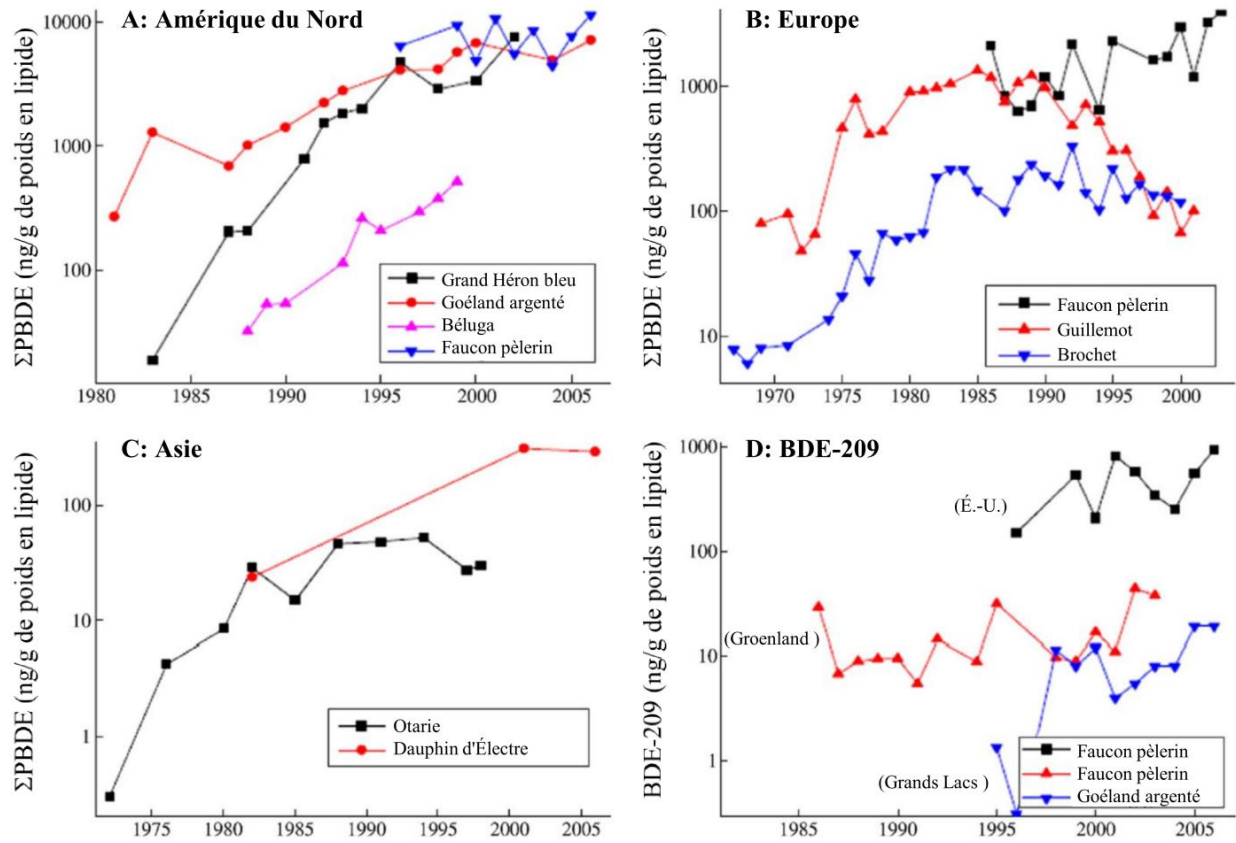 A: Amérique du Nord
ΣPBDE (ng/g de poids en lipide)
10000
1000
100
1980
1985
1990
1995
2000
2005
Grand Héron bleu
Goéland argenté
Béluga
Faucon pèlerin
B: Europe
ΣPBDE (ng/g de poids en lipide)
1000
100
10
1970
1975
1980
1985
1990
1995
2000
Faucon pèlerin
Guillemot
Brochet
C: Asie
ΣPBDE (ng/g de poids en lipide)
100
10
1
1975
1980
1985
1990
1995
2000
2005
Otarie
Dauphin d'Électre
D: BDE-209
BDE-209 (ng/g de poids en lipide)
1000
100
10
1
(É.-U.)
(Groenland )
(Grands Lacs )
1985
1990
1995
2000
2005
Faucon pèlerin
Faucon pèlerin
Goéland argenté